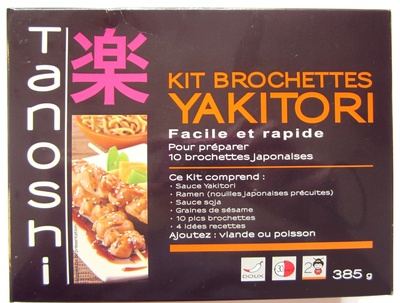 Tanoshi
楽
KIT BROCHETTES
YAKITORI
Facile et rapide
Pour préparer
10 brochettes japonaises
Ce Kit comprend :
• Sauce Yakitori
• Ramen (nouilles japonaises précuites)
• Sauce soja
• Graines de sésame
• 10 pics brochettes
• 4 idées recettes
Ajoutez : viande ou poisson
DOUX
2
385 g